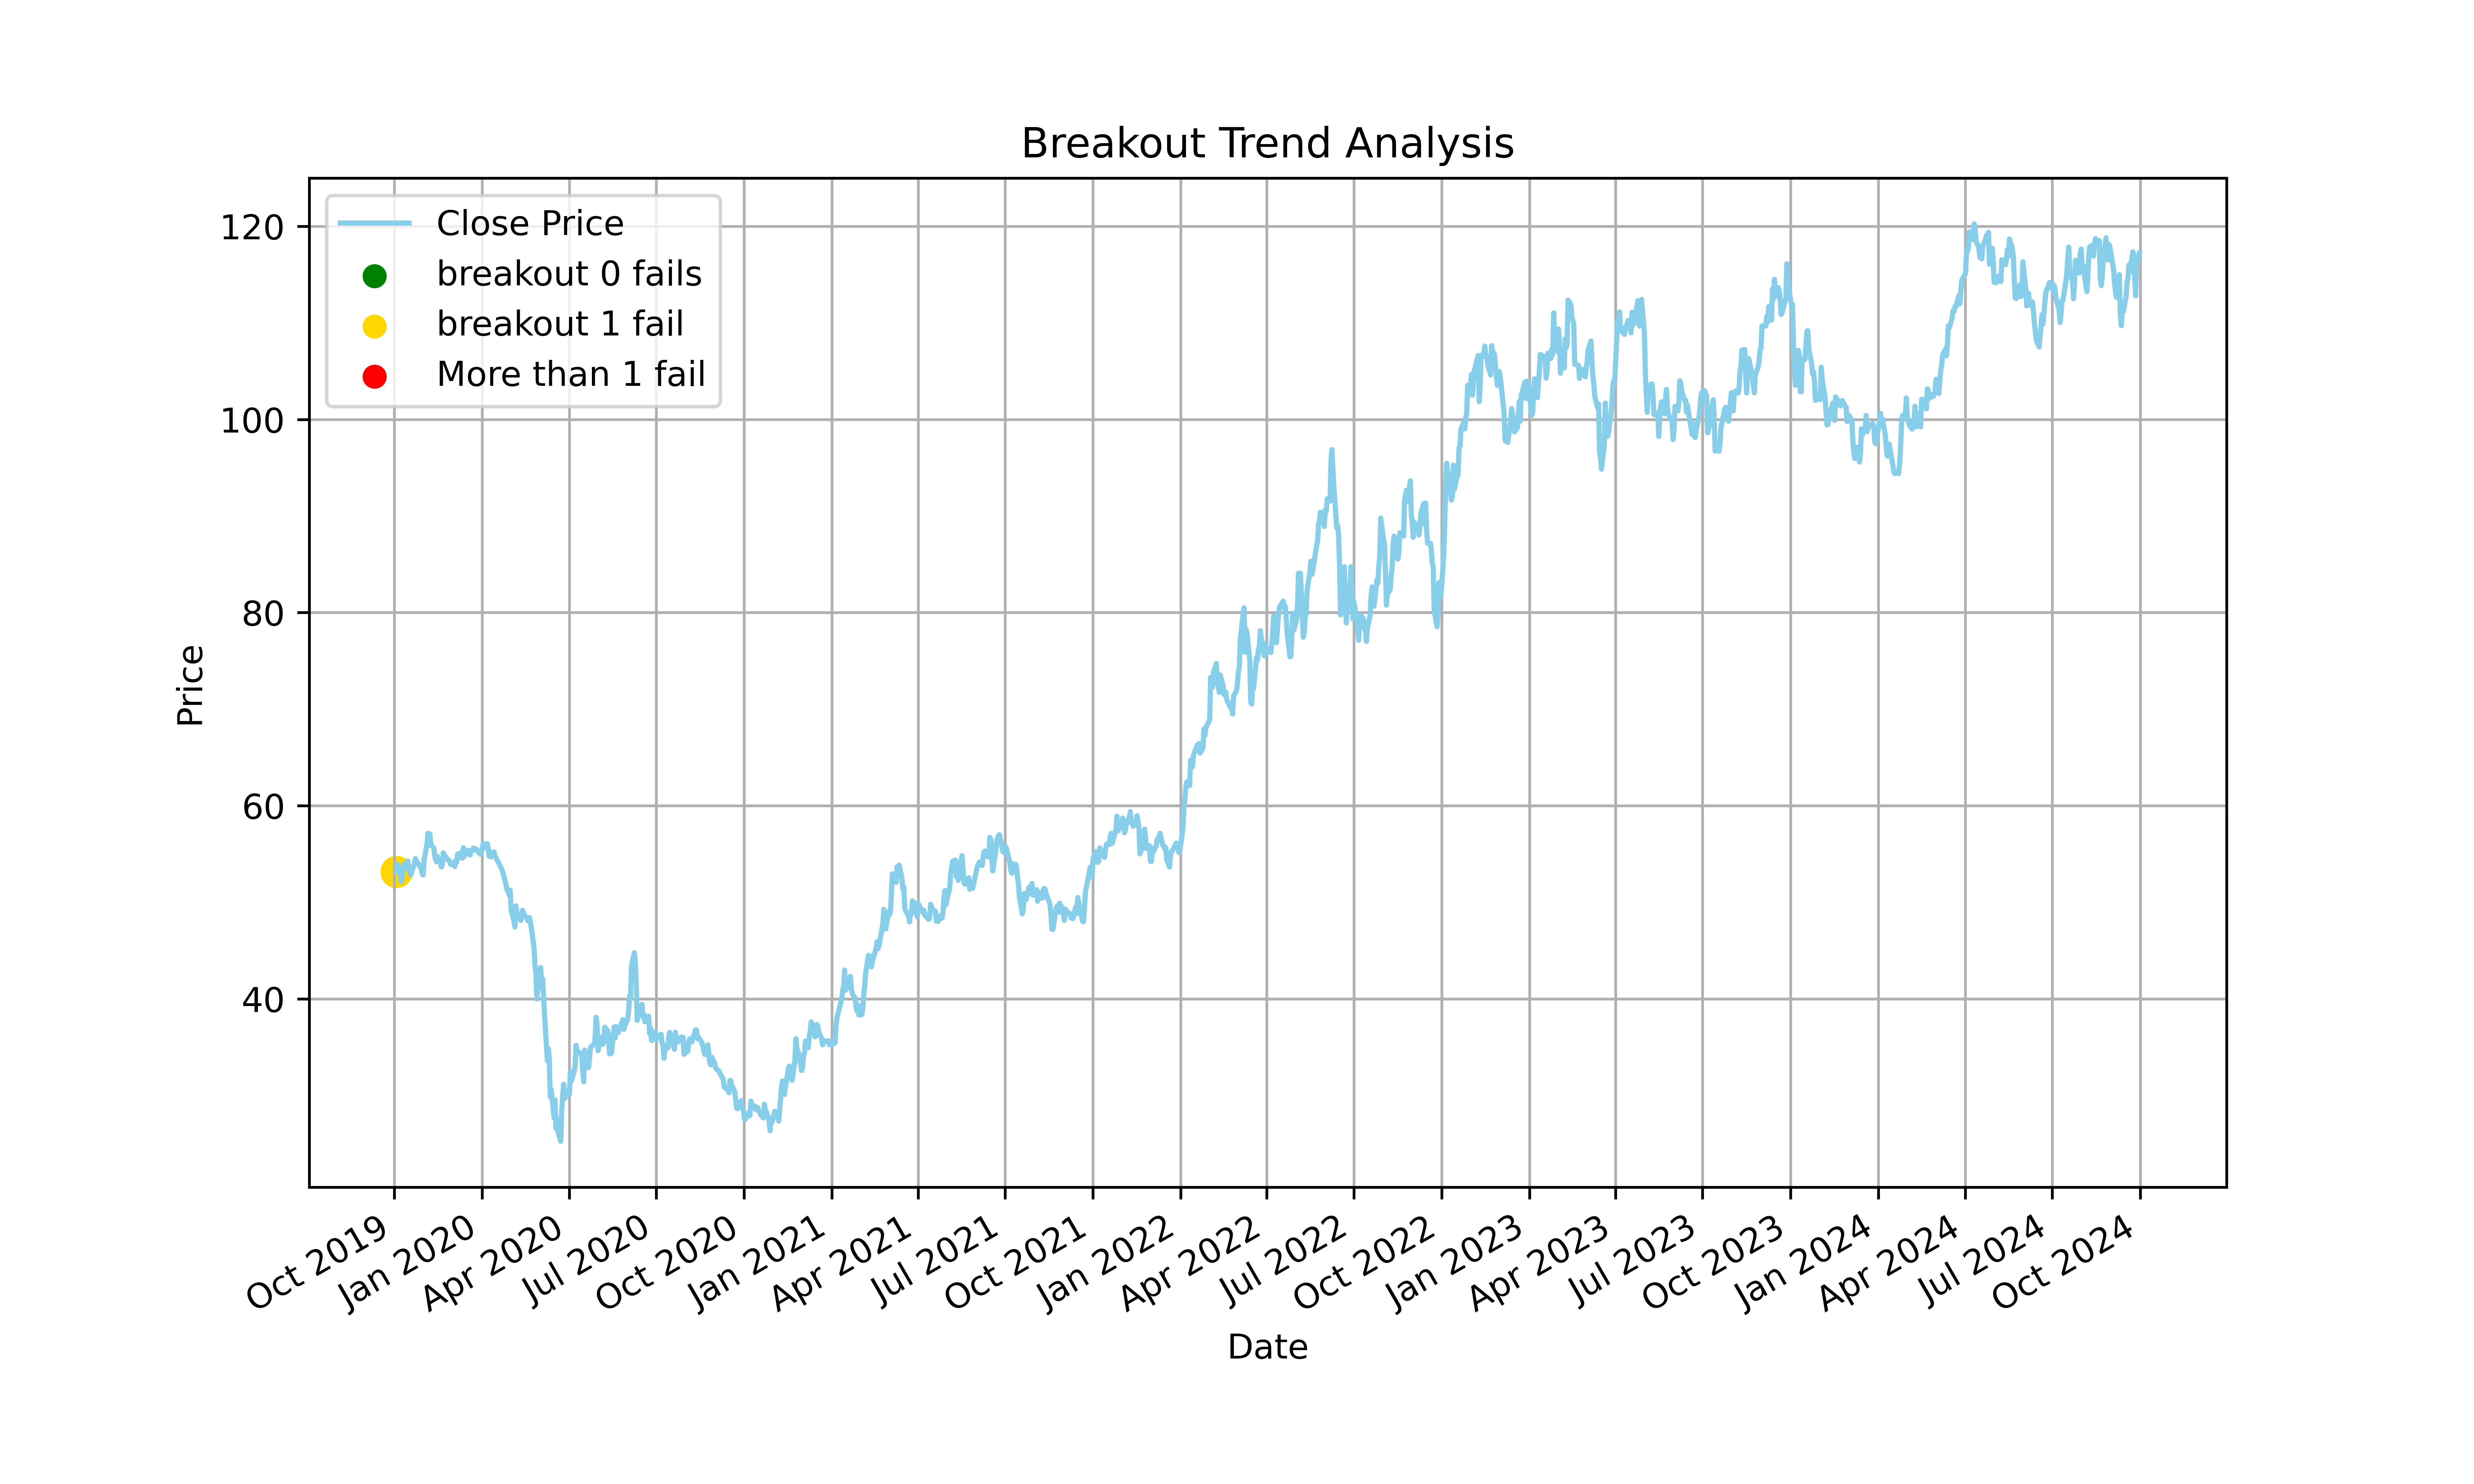 Breakout Trend Analysis
Close Price
breakout 0 fails
breakout 1 fail
More than 1 fail
120
100
80
60
40
Price
Oct 2019
Jan 2020
Apr 2020
Jul 2020
Oct 2020
Jan 2021
Apr 2021
Jul 2021
Oct 2021
Jan 2022
Apr 2022
Jul 2022
Oct 2022
Jan 2023
Apr 2023
Jul 2023
Oct 2023
Jan 2024
Apr 2024
Jul 2024
Oct 2024
Date